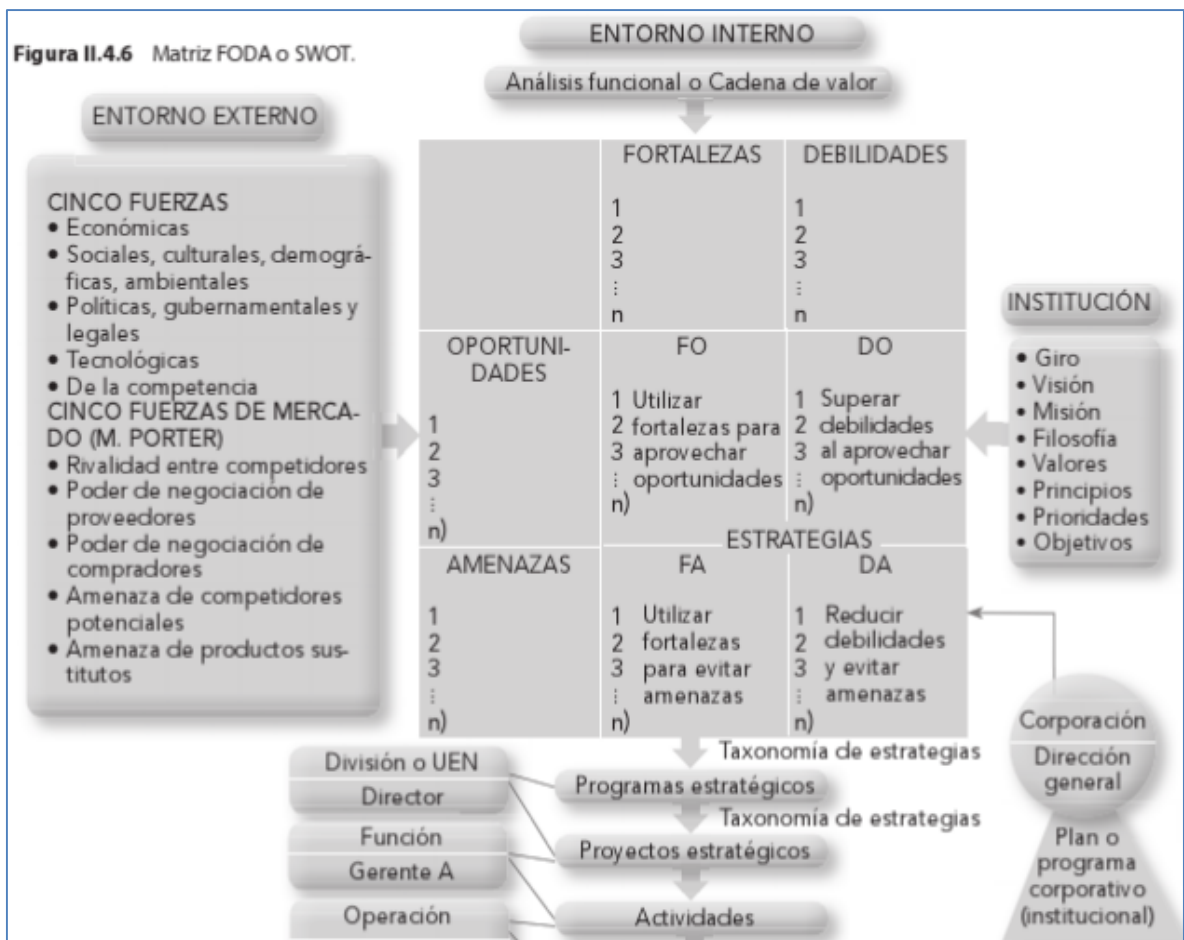 Figura II.4.6 Matriz FODA o SWOT.
ENTORNO INTERNO
Análisis funcional o Cadena de valor
ENTORNO EXTERNO
CINCO FUERZAS
• Económicas
• Sociales, culturales, demográ-
ficas, ambientales
• Políticas, gubernamentales y
legales
• Tecnológicas
• De la competencia
CINCO FUERZAS DE MERCA-
DO (M. PORTER)
• Rivalidad entre competidores
• Poder de negociación de
proveedores
• Poder de negociación de
compradores
• Amenaza de competidores
potenciales
• Amenaza de productos sus-
titutos
FORTALEZAS
1
2
3
⋮
n
DEBILIDADES
1
2
3
⋮
n
OPORTUNI-
DADES
1
2
3
⋮
n)
FO
1 Utilizar
2 fortalezas para
3 aprovechar
⋮ oportunidades
n)
DO
1 Superar
2 debilidades
3 al aprovechar
⋮ oportunidades
n)
ESTRATEGIAS
AMENAZAS
1
2
3
⋮
n)
FA
1 Utilizar
2 fortalezas
3 para evitar
⋮ amenazas
n)
DA
1 Reducir
2 debilidades
3 y evitar
⋮ amenazas
n)
INSTITUCIÓN
• Giro
• Visión
• Misión
• Filosofía
• Valores
• Principios
• Prioridades
• Objetivos
Corporación
Dirección
general
Plan o
programa
corporativo
(institucional)
Taxonomía de estrategias
Programas estratégicos
Taxonomía de estrategias
Proyectos estratégicos
Actividades
División o UEN
Director
Función
Gerente A
Operación